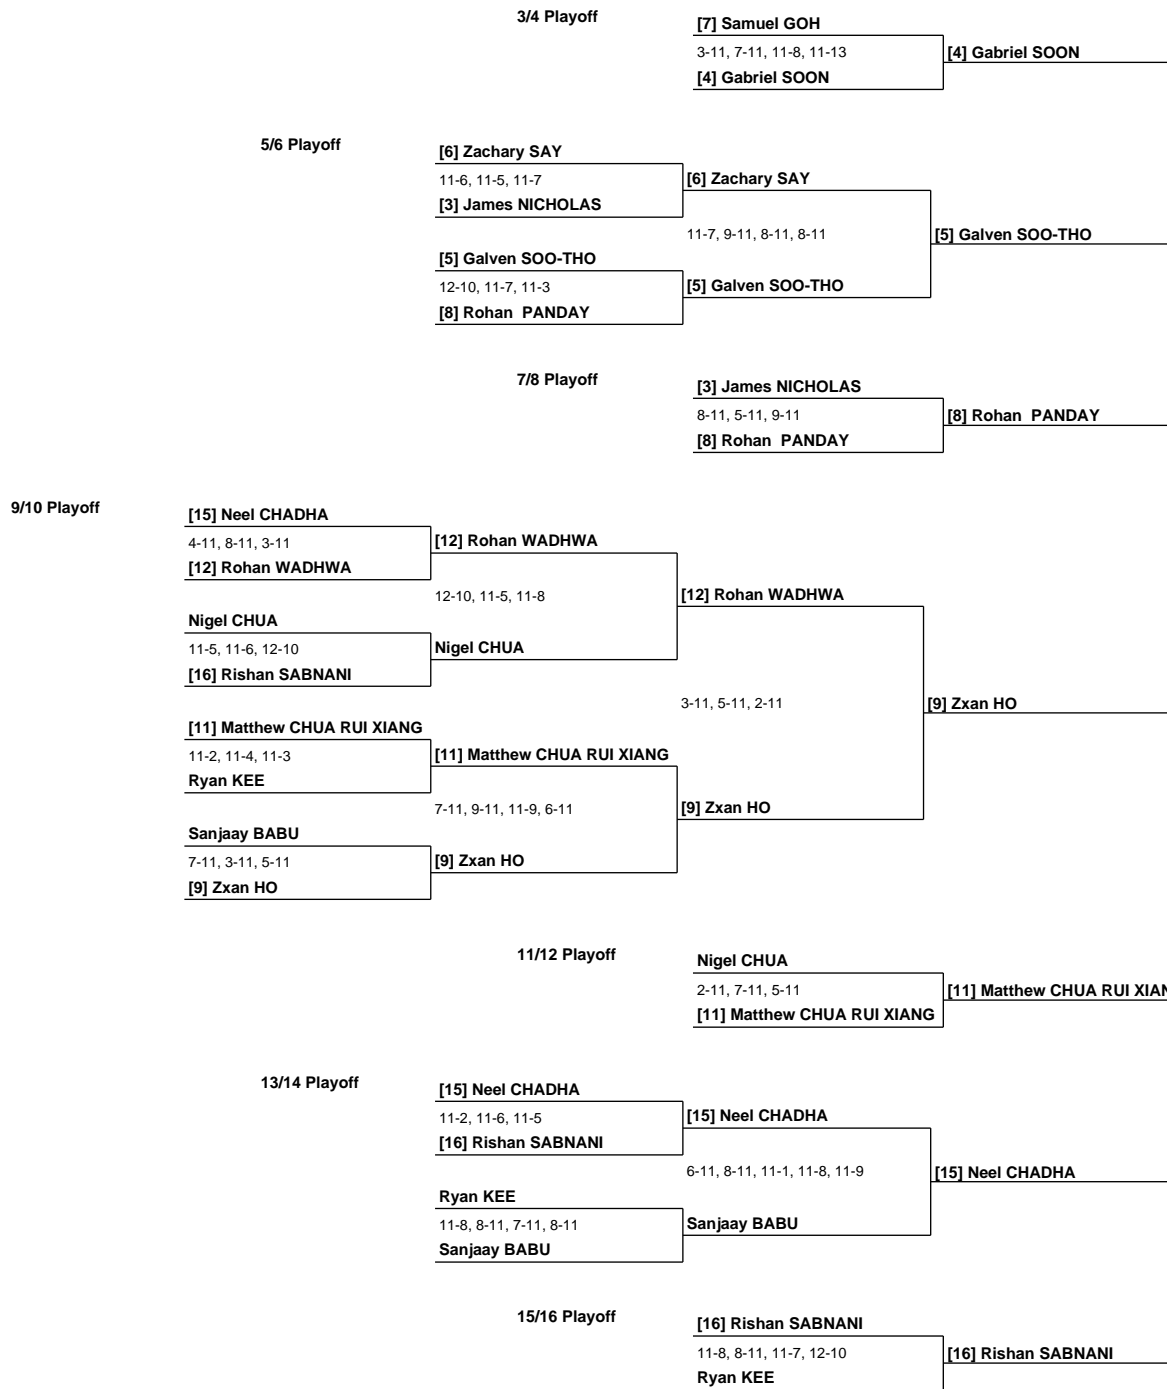 3/4 Playoff
[7] Samuel GOH
3-11, 7-11, 11-8, 11-13
[4] Gabriel SOON
[4] Gabriel SOON
5/6 Playoff
[6] Zachary SAY
11-6, 11-5, 11-7
[6] Zachary SAY
[3] James NICHOLAS
11-7, 9-11, 8-11, 8-11
[5] Galven SOO-THO
[5] Galven SOO-THO
12-10, 11-7, 11-3
[5] Galven SOO-THO
[8] Rohan  PANDAY
7/8 Playoff
[3] James NICHOLAS
8-11, 5-11, 9-11
[8] Rohan  PANDAY
[8] Rohan  PANDAY
9/10 Playoff
[15] Neel CHADHA
4-11, 8-11, 3-11
[12] Rohan WADHWA
[12] Rohan WADHWA
12-10, 11-5, 11-8
[12] Rohan WADHWA
Nigel CHUA
11-5, 11-6, 12-10
Nigel CHUA
[16] Rishan SABNANI
3-11, 5-11, 2-11
[9] Zxan HO
[11] Matthew CHUA RUI XIANG
11-2, 11-4, 11-3
[11] Matthew CHUA RUI XIANG
Ryan KEE
7-11, 9-11, 11-9, 6-11
[9] Zxan HO
Sanjaay BABU
7-11, 3-11, 5-11
[9] Zxan HO
[9] Zxan HO
11/12 Playoff
Nigel CHUA
2-11, 7-11, 5-11
[11] Matthew CHUA RUI XIAN
[11] Matthew CHUA RUI XIANG
13/14 Playoff
[15] Neel CHADHA
11-2, 11-6, 11-5
[15] Neel CHADHA
[16] Rishan SABNANI
6-11, 8-11, 11-1, 11-8, 11-9
[15] Neel CHADHA
Ryan KEE
11-8, 8-11, 7-11, 8-11
Sanjaay BABU
Sanjaay BABU
15/16 Playoff
[16] Rishan SABNANI
11-8, 8-11, 11-7, 12-10
[16] Rishan SABNANI
Ryan KEE